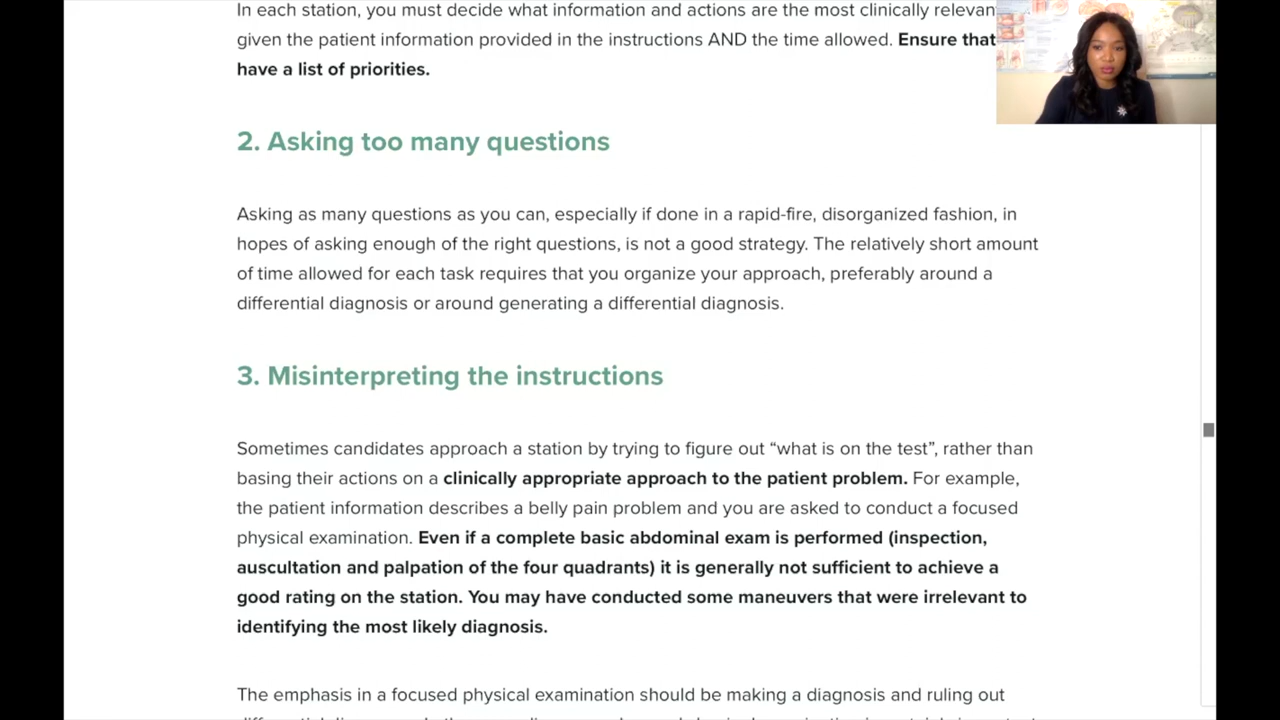 In each station, you must decide what information and actions are the most clinically relevan
given the patient information provided in the instructions AND the time allowed. Ensure that
have a list of priorities.
2. Asking too many questions
Asking as many questions as you can, especially if done in a rapid-fire, disorganized fashion, in
hopes of asking enough of the right questions, is not a good strategy. The relatively short amount
of time allowed for each task requires that you organize your approach, preferably around a
differential diagnosis or around generating a differential diagnosis.
3. Misinterpreting the instructions
Sometimes candidates approach a station by trying to figure out “what is on the test”, rather than
basing their actions on a clinically appropriate approach to the patient problem. For example,
the patient information describes a belly pain problem and you are asked to conduct a focused
physical examination. Even if a complete basic abdominal exam is performed (inspection,
auscultation and palpation of the four quadrants) it is generally not sufficient to achieve a
good rating on the station. You may have conducted some maneuvers that were irrelevant to
identifying the most likely diagnosis.
The emphasis in a focused physical examination should be making a diagnosis and ruling out